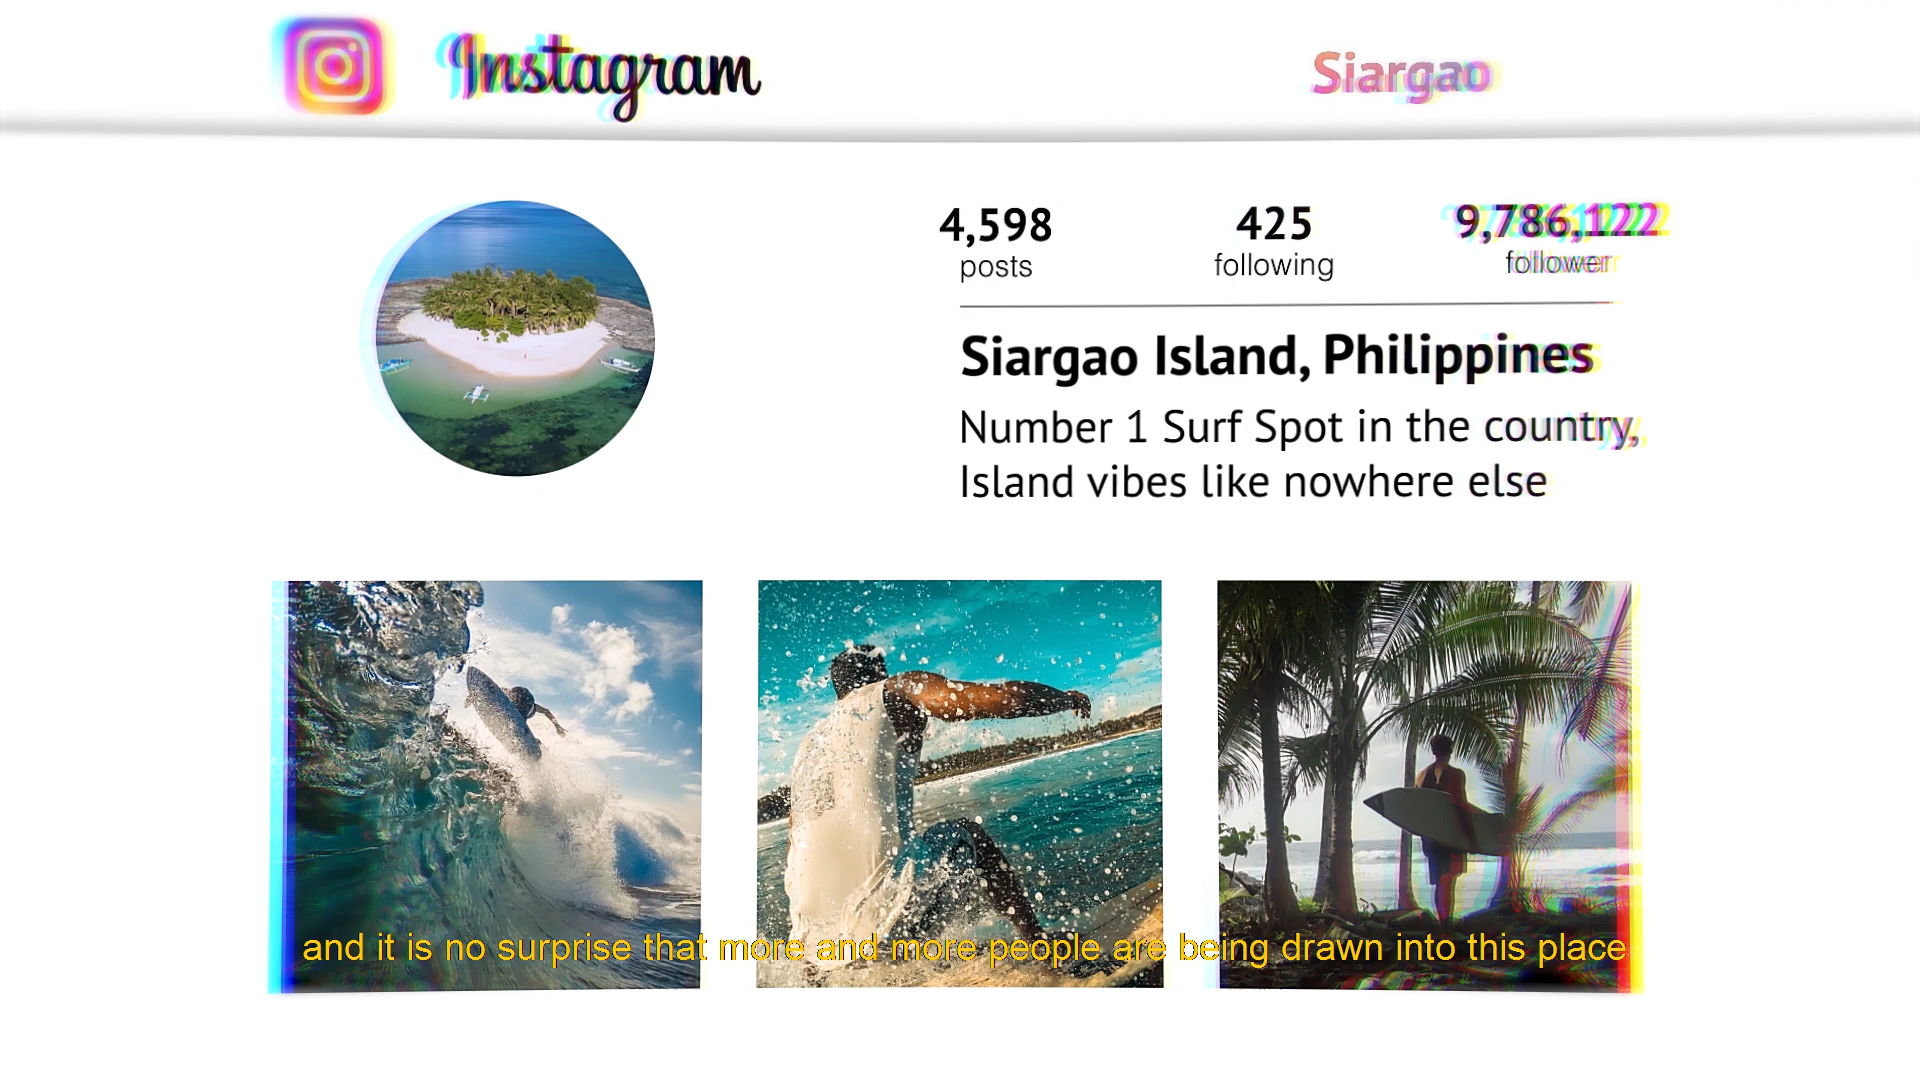 Instagram
Siargao
4,598
posts
425
following
9,786,122
follower
Siargao Island, Philippines
Number 1 Surf Spot in the country,
Island vibes like nowhere else
and it is no surprise that more and more people are being drawn into this place